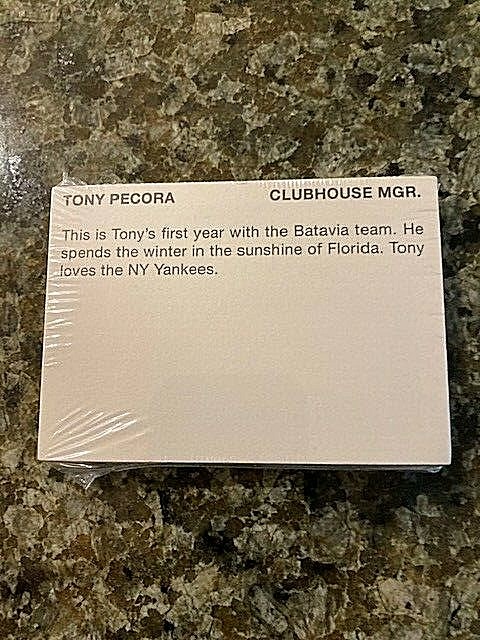 TONY PECORA CLUBHOUSE MGR.
This is Tony's first year with the Batavia team. He
spends the winter in the sunshine of Florida. Tony
loves the NY Yankees.